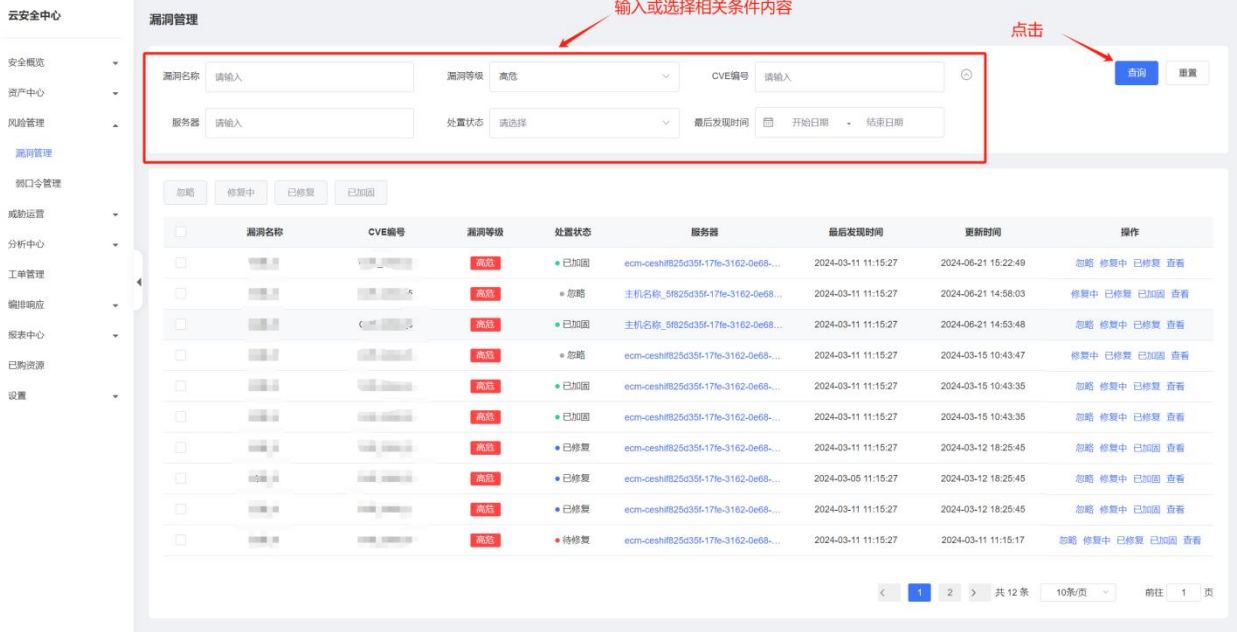 输入或选择相关条件内容
点击
云安全中心
安全概览
资产中心
风险管理
漏洞管理
弱口令管理
威胁运营
分析中心
工单管理
编排响应
报表中心
已购资源
设置
漏洞管理
漏洞名称 请输入 漏洞等级 高危 CVE编号 请输入 查询 重置
服务器 请输入 处置状态 请选择 最后发现时间 开始日期 - 结束日期
忽略 修复中 已修复 已加固
漏洞名称 CVE编号 漏洞等级 处置状态 服务器 最后发现时间 更新时间 操作
高危 已加固 ecm-ceshif825d35f-17fe-3162-0e68-... 2024-03-11 11:15:27 2024-06-21 15:22:49 忽略 修复中 已修复 查看
高危 忽略 主机名称_5f825d35f-17fe-3162-0e68... 2024-03-11 11:15:27 2024-06-21 14:58:03 修复中 已修复 已加固 查看
高危 已加固 主机名称_5f825d35f-17fe-3162-0e68... 2024-03-11 11:15:27 2024-06-21 14:53:48 忽略 修复中 已修复 查看
高危 忽略 ecm-ceshif825d35f-17fe-3162-0e68-... 2024-03-11 11:15:27 2024-03-15 10:43:47 修复中 已修复 已加固 查看
高危 已加固 ecm-ceshif825d35f-17fe-3162-0e68-... 2024-03-11 11:15:27 2024-03-15 10:43:35 忽略 修复中 已修复 查看
高危 已加固 ecm-ceshif825d35f-17fe-3162-0e68-... 2024-03-11 11:15:27 2024-03-15 10:43:35 忽略 修复中 已修复 查看
高危 已修复 ecm-ceshif825d35f-17fe-3162-0e68-... 2024-03-11 11:15:27 2024-03-12 18:25:45 忽略 修复中 已加固 查看
高危 已修复 ecm-ceshif825d35f-17fe-3162-0e68-... 2024-03-05 11:15:27 2024-03-12 18:25:45 忽略 修复中 已加固 查看
高危 已修复 ecm-ceshif825d35f-17fe-3162-0e68-... 2024-03-11 11:15:27 2024-03-12 18:25:45 忽略 修复中 已加固 查看
高危 待修复 ecm-ceshif825d35f-17fe-3162-0e68-... 2024-03-11 11:15:27 2024-03-11 11:15:17 忽略 修复中 已修复 已加固 查看
< 1 2 > 共 12 条 10条/页 前往 1 页